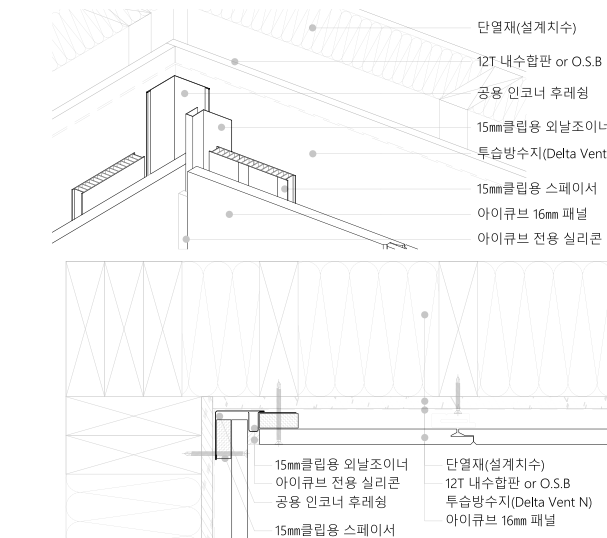 단열재(설계치수)
12T 내수합판 or O.S.B
공용 인코너 후레슁
15㎜클립용 외날조이너
투습방수지(Delta Vent
15㎜클립용 스페이서
아이큐브 16㎜ 패널
아이큐브 전용 실리콘
15㎜클립용 외날조이너
아이큐브 전용 실리콘
공용 인코너 후레슁
15㎜클립용 스페이서
단열재(설계치수)
12T 내수합판 or O.S.B
투습방수지(Delta Vent N)
아이큐브 16㎜ 패널